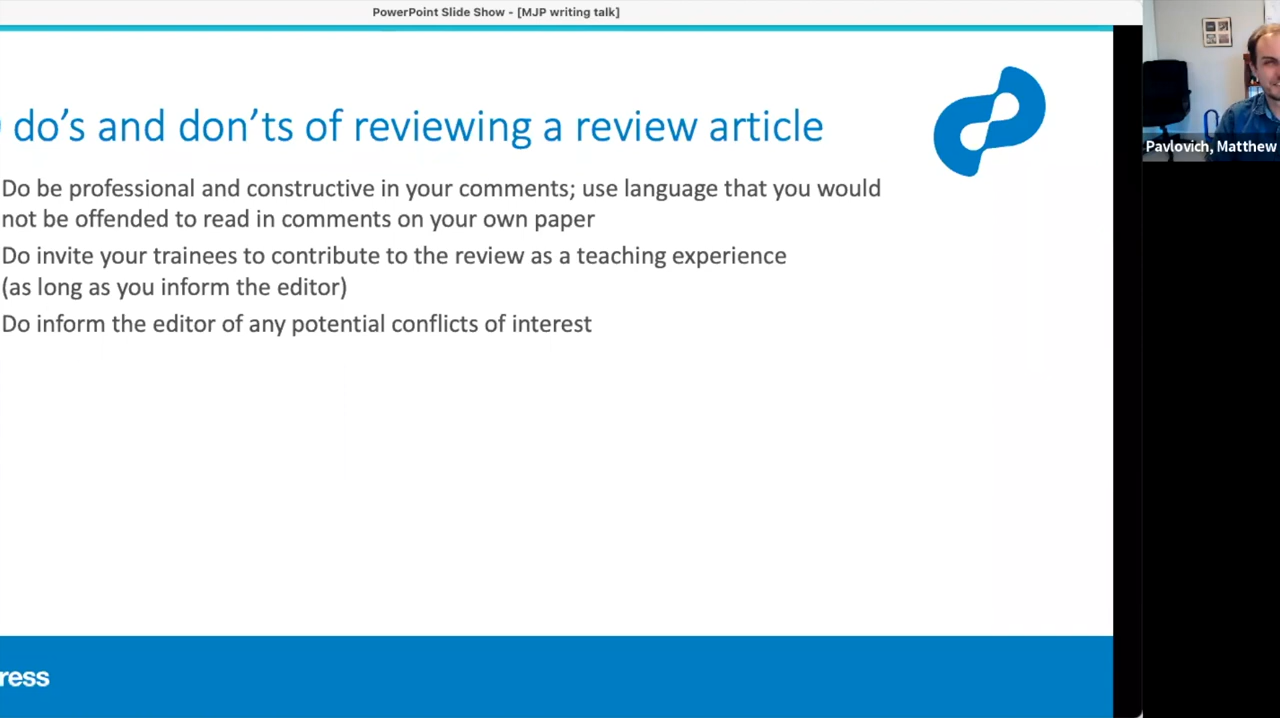 PowerPoint Slide Show - [MJP writing talk]
do's and don'ts of reviewing a review article
Do be professional and constructive in your comments; use language that you would
not be offended to read in comments on your own paper
Do invite your trainees to contribute to the review as a teaching experience
(as long as you inform the editor)
Do inform the editor of any potential conflicts of interest
Pavlovich, Matthew
ress